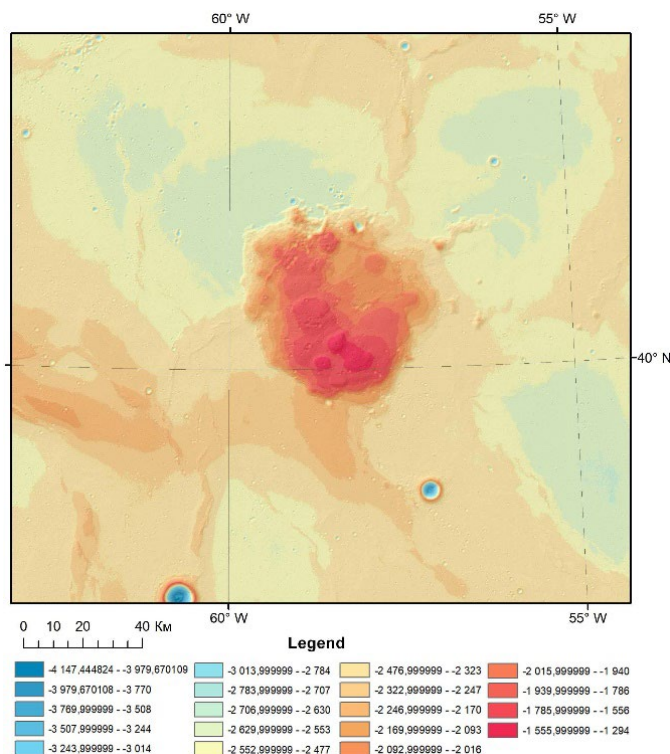 60° W 55° W
40° N
60° W 55° W
0 10 20 40 Км
Legend
-4 147,444824 - -3 979,670109 -3 013,999999 - -2 784 -2 476,999999 - -2 323 -2 015,999999 - -1 940
-3 979,670108 - -3 770 -2 783,999999 - -2 707 -2 322,999999 - -2 247 -1 939,999999 - -1 786
-3 769,999999 - -3 508 -2 706,999999 - -2 630 -2 246,999999 - -2 170 -1 785,999999 - -1 556
-3 507,999999 - -3 244 -2 629,999999 - -2 553 -2 169,999999 - -2 093 -1 555,999999 - -1 294
-3 243,999999 - -3 014 -2 552,999999 - -2 477 -2 092,999999 - -2 016